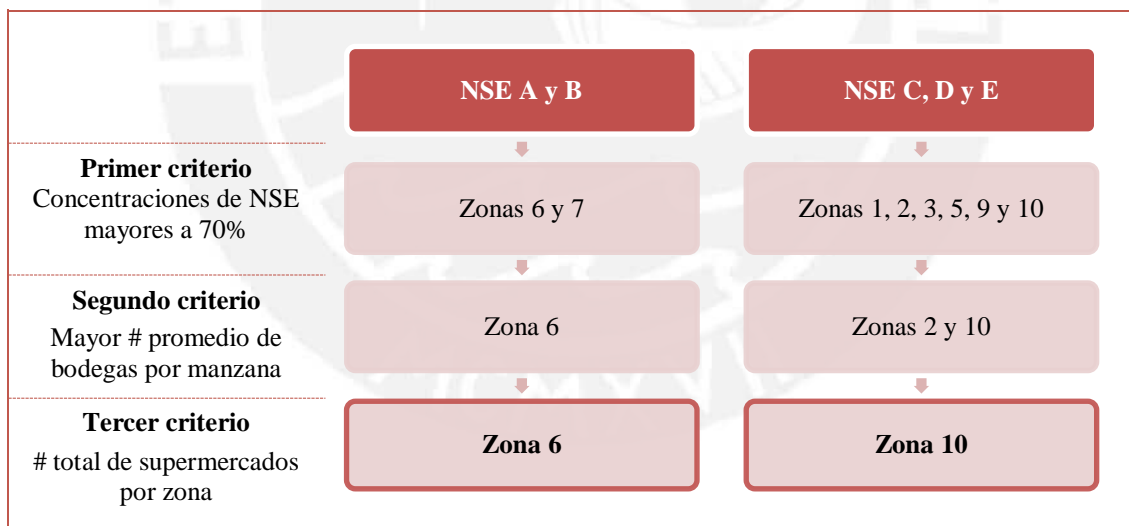 NSE A y B
NSE C, D y E
Primer criterio
Concentraciones de NSE
mayores a 70%
Zonas 6 y 7
Zonas 1, 2, 3, 5, 9 y 10
Segundo criterio
Mayor # promedio de
bodegas por manzana
Zona 6
Zonas 2 y 10
Tercer criterio
# total de supermercados
por zona
Zona 6
Zona 10